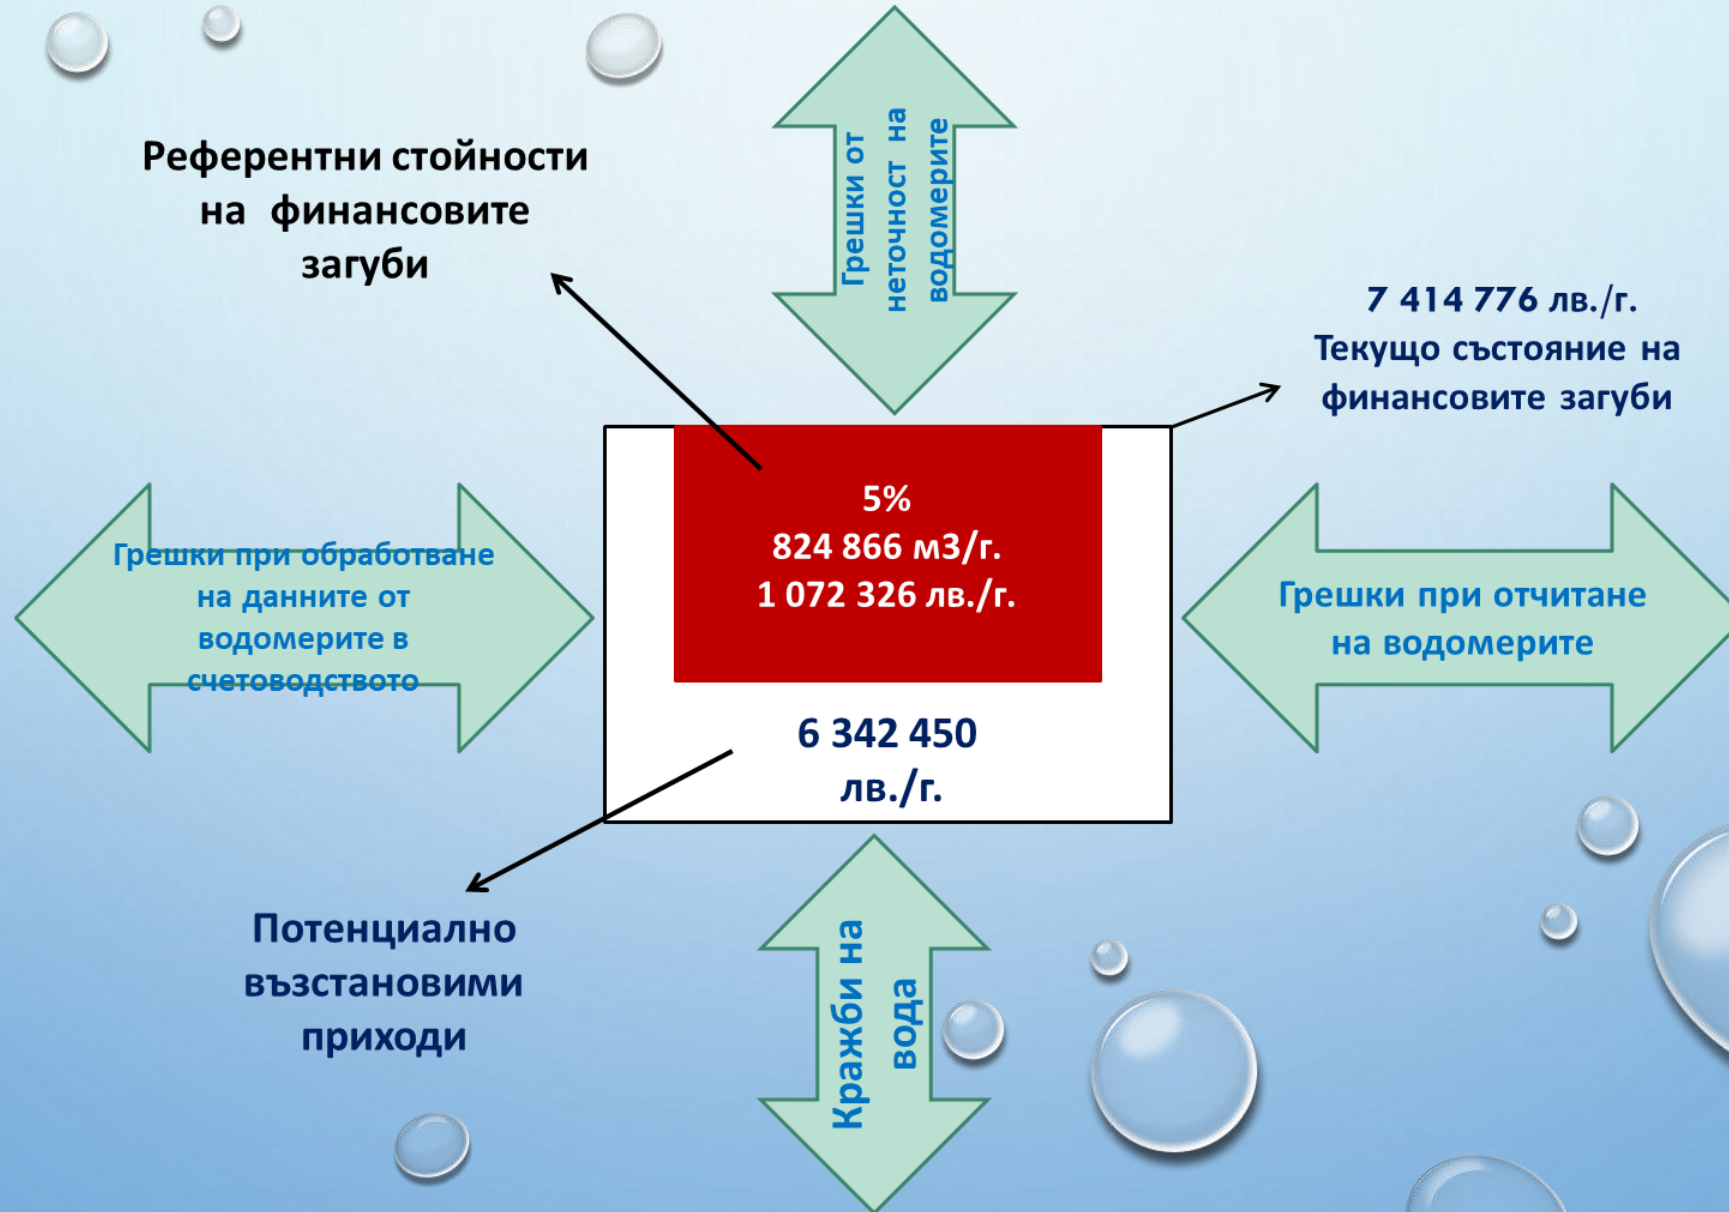 Грешки от
неточност на
водомерите
Референтни стойности
на финансовите
загуби
7 414 776 лв./г.
Текущо състояние на
финансовите загуби
5%
824 866 м3/г.
1 072 326 лв./г.
Грешки при обработване
на данните от
водомерите в
счетоводството
Грешки при отчитане
на водомерите
6 342 450
лв./г.
Потенциално
възстановими
приходи
Кражби на
вода